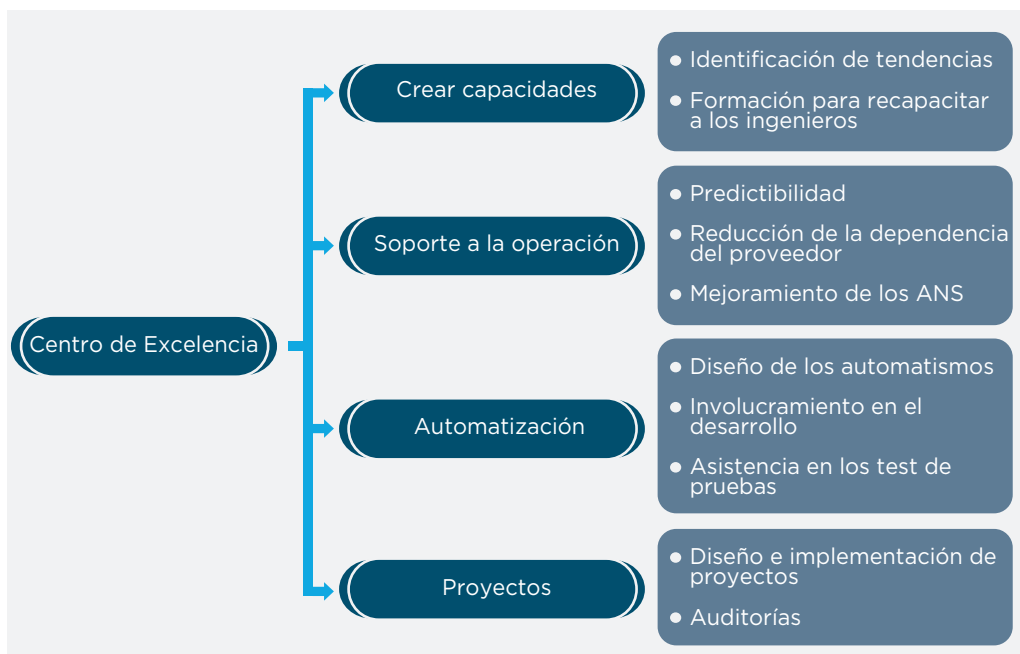 Centro de Excelencia
Crear capacidades
Identificación de tendencias
Formación para recapacitar
a los ingenieros
Soporte a la operación
Predictibilidad
Reducción de la dependencia
del proveedor
Mejoramiento de los ANS
Automatización
Diseño de los automatismos
Involucramiento en el
desarrollo
Asistencia en los test de
pruebas
Proyectos
Diseño e implementación de
proyectos
Auditorías